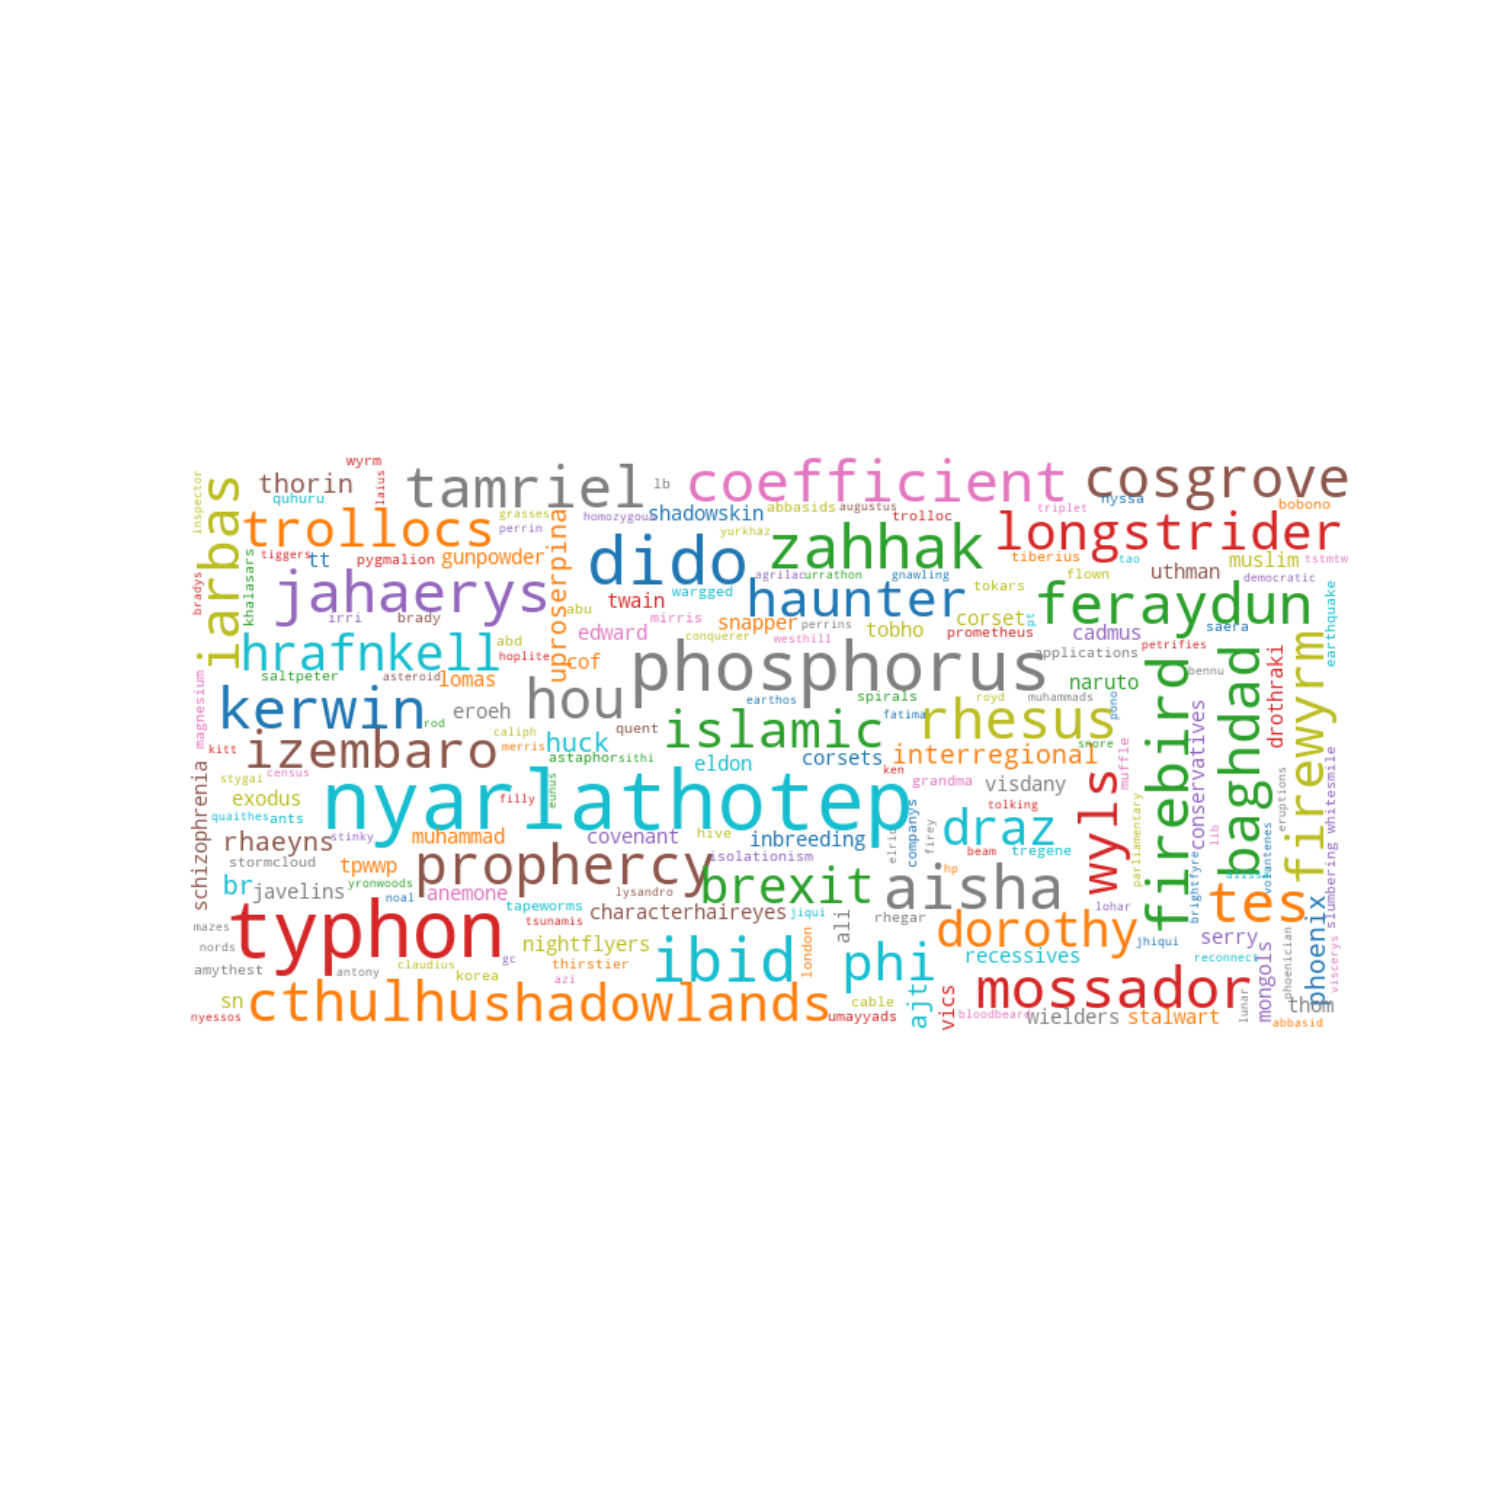 wyrm
inspector
thorin
quhuru
laius
tamriel
lb
coefficient
cosgrove
nyssa
iarbas
trollocs
grasses
perrin
homozygous
shadowskin
abbasids
augustus
trolloc
triplet
longstrider
bobono
yurkhaz
zahhak
dido
tiggers
tt
pygmalion
gunpowder
uproserpina
tiberius
tao
muslim
tstmtw
uthman
democratic
brady
bradys
khalasars
jahaerys
irri
abu
twain
wargged
agrilac
urrathon
gnawling
haunter
tokars
flown
feraydun
earthquake
edward
mirris
snapper
perrins
tobho
corset
pt
prometheus
cadmus
saera
petrifies
hrafnkell
abd
hoplite
cof
conquerer
westhill
phosphorus
applications
bennu
firebird
baghdad
drothraki
firewyrm
saltpeter
asteroid
lomas
magnesium
kerwin
rod
eroeh
hou
earthos
spirals
royd
muhammads
naruto
pono
fatima
rhesus
islamic
quent
caliph
merris
huck
astaphor
sithi
izembaro
kitt
census
stygai
schizophrenia
eldon
corsets
interregional
snore
muffle
conservatives
ken
grandma
visdany
wyls
eruptions
whitesmile
slumbering
exodus
quaithes
ants
nyarlathotep
filly
eunus
tolking
companys
draz
parliamentary
lib
rhaeyns
stinky
muhammad
covenant
hive
inbreeding
elric
firey
beam
tregene
stormcloud
tpwwp
prophercy
isolationism
hp
br
javelins
yronwoods
noal
anemone
lysandro
brexit
aisha
lohar
brightfyre
volantenes
tes
phoenix
typhon
tapeworms
tsunamis
characterhaireyes
jiqui
ali
rhegar
dorothy
jhiqui
serry
mazes
nords
nightflyers
london
ibid
phi
recessives
reconnect
mongols
phoenician
viscerys
amythest
antony
claudius
gc
korea
thirstier
azi
mossador
sn
nyessos
cthulhushadowlands
cable
umayyads
ajth
vics
bloodbeard
wielders
stalwart
lunar
thom
abbasid